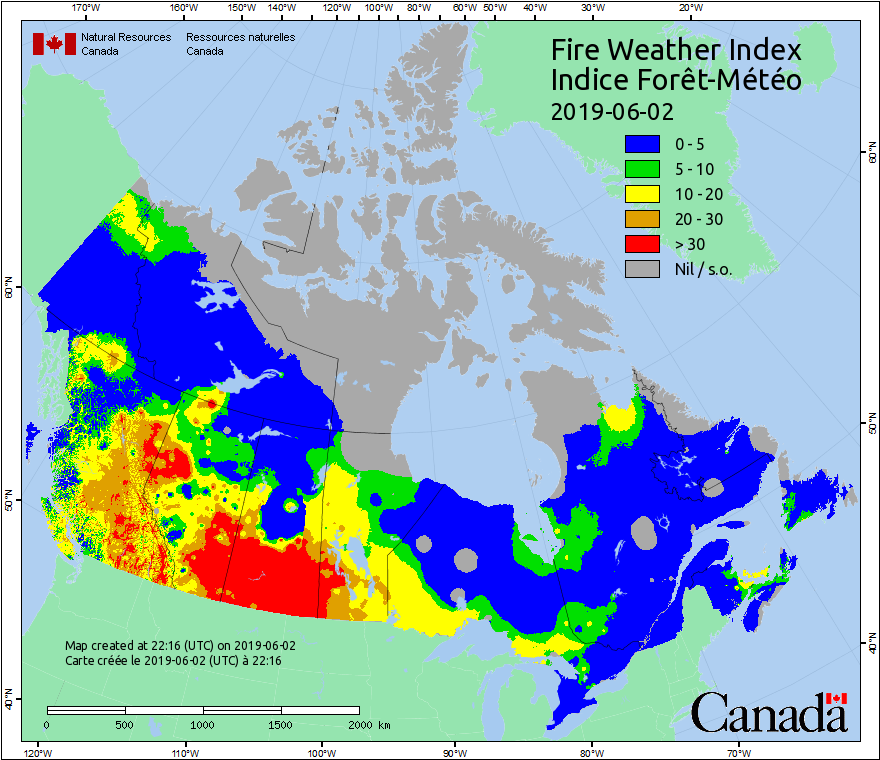 170°W 160°W 150°W 140°W 130°W 120°W 110°W 100°W 90°W 80°W 60°W 50°W 40°W 30°W 20°W
Natural Resources Ressources naturelles
Canada Canada
Fire Weather Index
Indice Forêt-Météo
2019-06-02
0 - 5
5 - 10
10 - 20
20 - 30
> 30
Nil / s.o.
60°N
60°N
50°N
50°N
40°N
40°N
Map created at 22:16 (UTC) on 2019-06-02
Carte créée le 2019-06-02 (UTC) à 22:16
0 500 1000 1500 2000 km
Canada
120°W 110°W 100°W 90°W 80°W 70°W